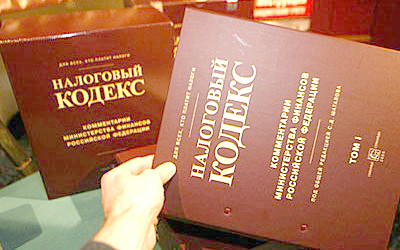 ДЛЯ ВСЕХ, КТО ПЛАТИТ НАЛОГИ
НАЛОГОВЫЙ
КОДЕКС
КОММЕНТАРИИ
МИНИСТЕРСТВА ФИНАНСОВ
РОССИЙСКОЙ ФЕДЕРАЦИИ
ДЛЯ ВСЕХ, КТО ПЛАТИТ НАЛОГИ
НАЛОГОВЫЙ
КОДЕКС
КОММЕНТАРИИ
МИНИСТЕРСТВА ФИНАНСОВ
РОССИЙСКОЙ ФЕДЕРАЦИИ
ПОД ОБЩЕЙ РЕДАКЦИЕЙ С.Д. ШАТАЛОВА
ТОМ I